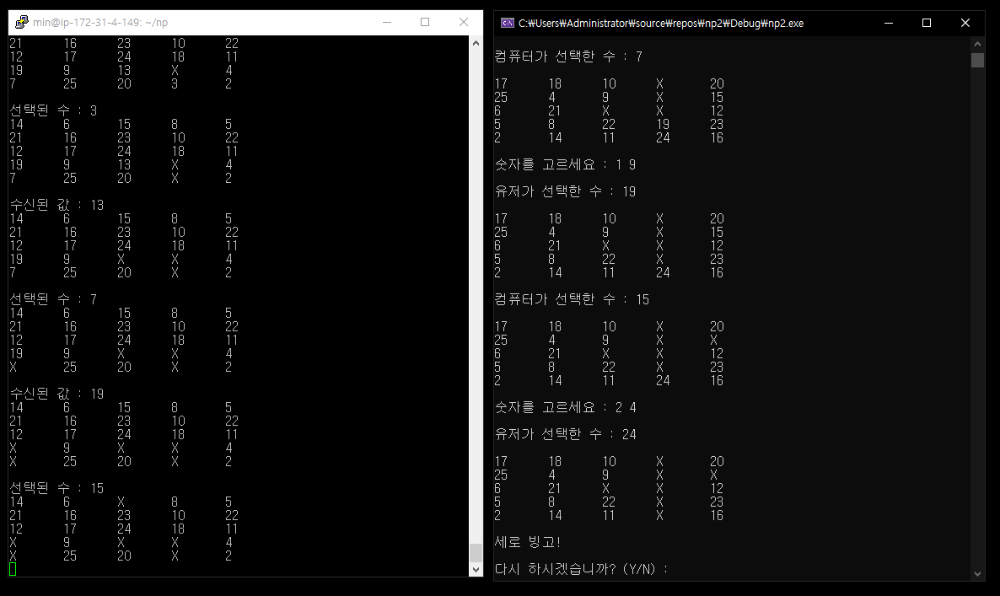 min@ip-172-31-4-149: ~/np
21 16 23 10 22
12 17 24 18 11
19 9 13 X 4
7 25 20 3 2
선택된 수 : 3
14 6 15 8 5
21 16 23 10 22
12 17 24 18 11
19 9 13 X 4
7 25 20 X 2
수신된 값 : 13
14 6 15 8 5
21 16 23 10 22
12 17 24 18 11
19 9 X X 4
7 25 20 X 2
선택된 수 : 7
14 6 15 8 5
21 16 23 10 22
12 17 24 18 11
19 9 X X 4
X 25 20 X 2
수신된 값 : 19
14 6 15 8 5
21 16 23 10 22
12 17 24 18 11
X 9 X X 4
X 25 20 X 2
선택된 수 : 15
14 6 X 8 5
21 16 23 10 22
12 17 24 18 11
X 9 X X 4
X 25 20 X 2
C:₩Users₩Administrator₩source₩repos₩np2₩Debug₩np2.exe
컴퓨터가 선택한 수 : 7
17 18 10 X 20
25 4 9 X 15
6 21 X X 12
5 8 22 19 23
2 14 11 24 16
숫자를 고르세요 : 1 9
유저가 선택한 수 : 19
17 18 10 X 20
25 4 9 X 15
6 21 X X 12
5 8 22 X 23
2 14 11 24 16
컴퓨터가 선택한 수 : 15
17 18 10 X 20
25 4 9 X X
6 21 X X 12
5 8 22 X 23
2 14 11 24 16
숫자를 고르세요 : 2 4
유저가 선택한 수 : 24
17 18 10 X 20
25 4 9 X X
6 21 X X 12
5 8 22 X 23
2 14 11 X 16
세로 빙고!
다시 하시겠습니까? (Y/N) :